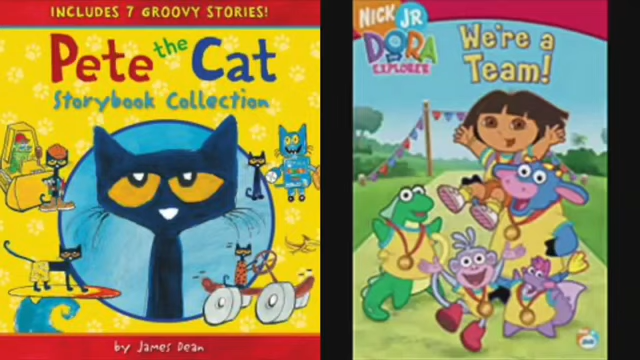 INCLUDES 7 GROOVY STORIES!
Pete the Cat
Storybook Collection
by James Dean
NICK JR
DORA
EXPLORER
We're a
Team!